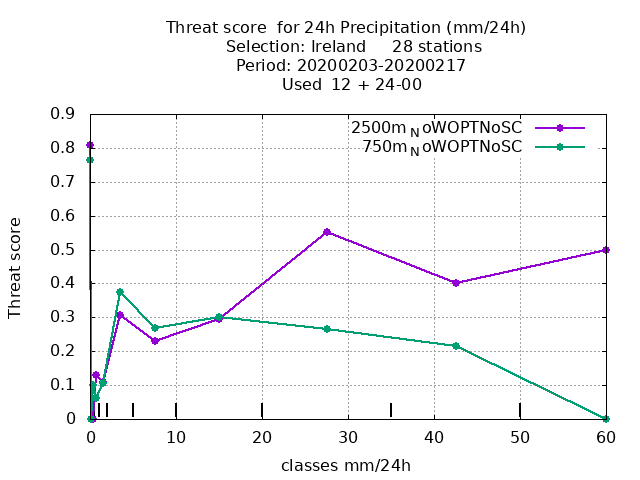 Threat score  for 24h Precipitation (mm/24h)
Selection: Ireland     28 stations
Period: 20200203-20200217
Used  12 + 24-00
2500m_NoWOPTNoSC
750m_NoWOPTNoSC
Threat score
0.9
0.8
0.7
0.6
0.5
0.4
0.3
0.2
0.1
0
0 10 20 30 40 50 60
classes mm/24h